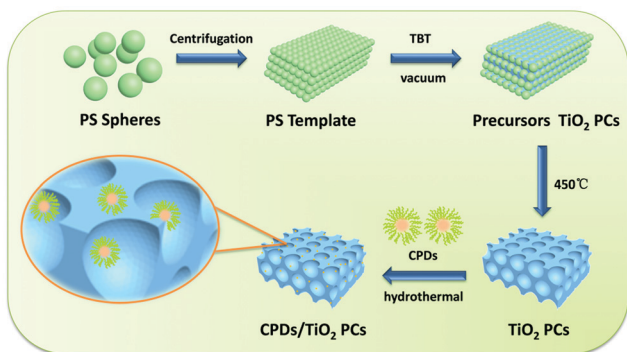 Centrifugation
TBT
vacuum
PS Spheres
PS Template
Precursors TiO₂ PCs
450℃
CPDs
hydrothermal
CPDs/TiO₂ PCs
TiO₂ PCs